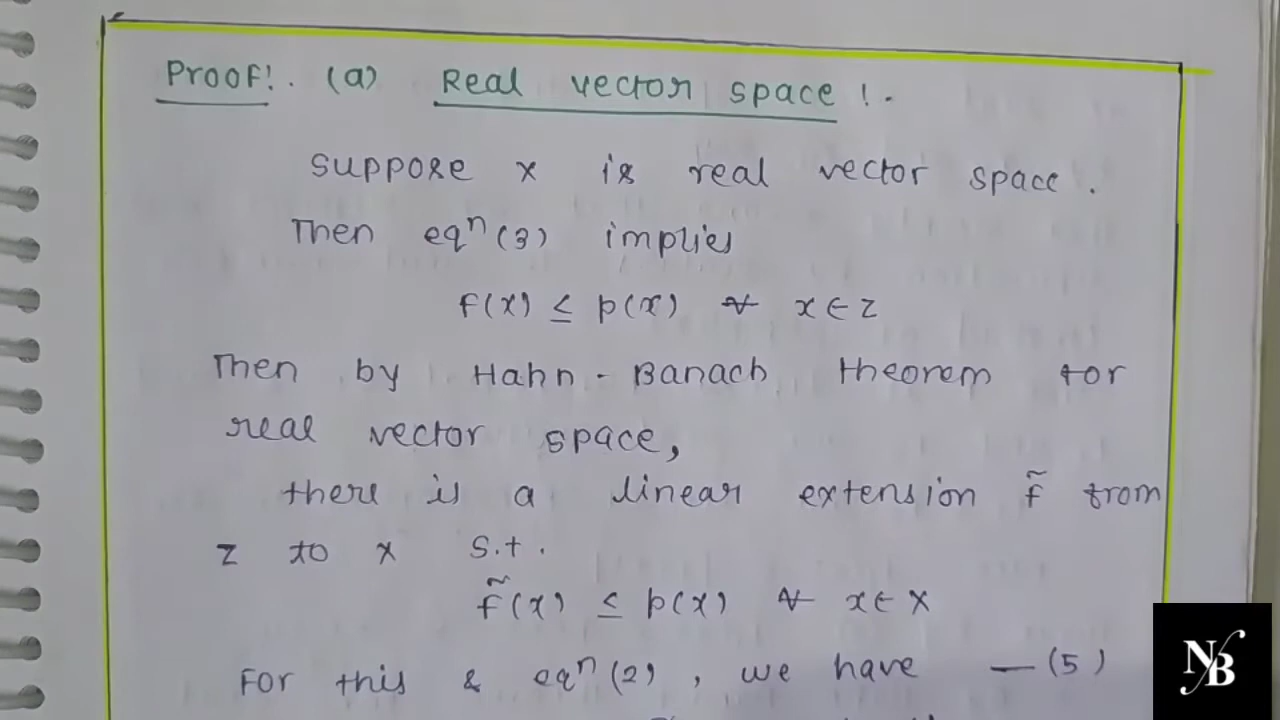 Proof:. (a) Real vector space :.
Suppose X is real vector space.
Then eqⁿ (3) implies
f(x) ≤ p(x) ∀ x ∈ Z
Then by Hahn - Banach theorem for
real vector space,
there is a linear extension f̃ from
Z to X s.t.
f̃(x) ≤ p(x) ∀ x ∈ X
For this & eqⁿ (2), we have — (5)
NB